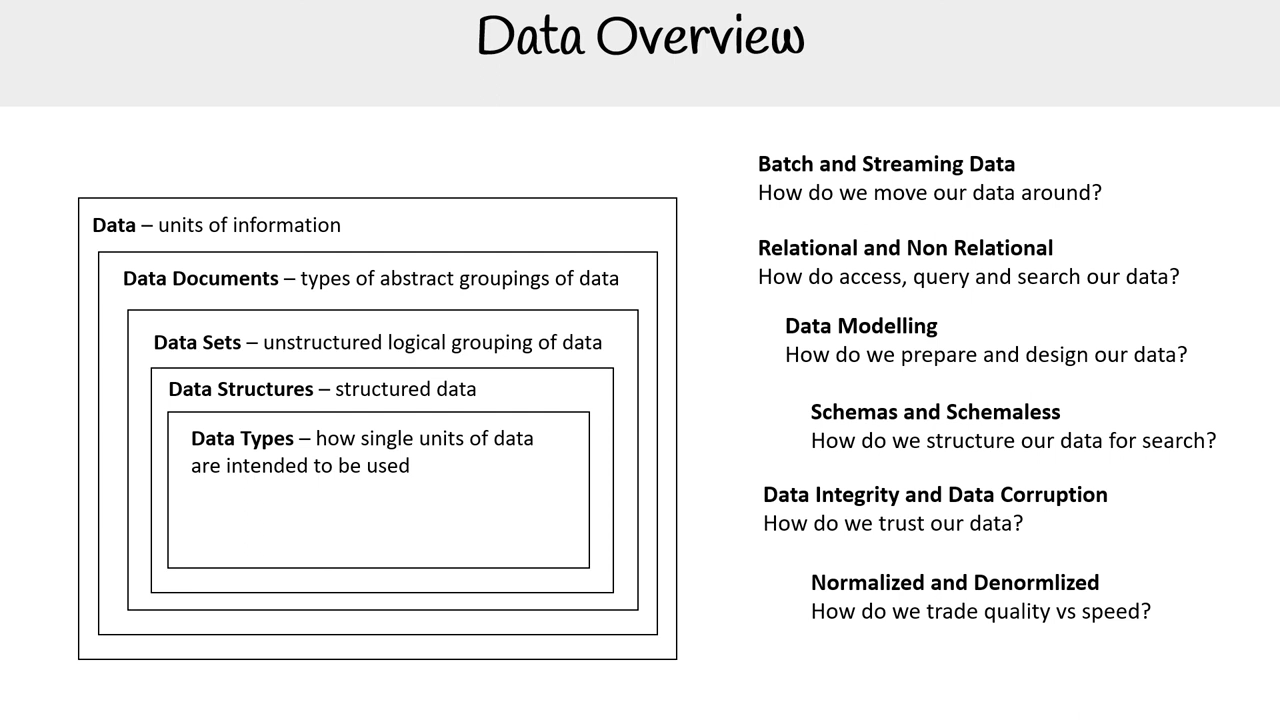 Data Overview
Data – units of information
Data Documents – types of abstract groupings of data
Data Sets – unstructured logical grouping of data
Data Structures – structured data
Data Types – how single units of data
are intended to be used
Batch and Streaming Data
How do we move our data around?
Relational and Non Relational
How do access, query and search our data?
Data Modelling
How do we prepare and design our data?
Schemas and Schemaless
How do we structure our data for search?
Data Integrity and Data Corruption
How do we trust our data?
Normalized and Denormlized
How do we trade quality vs speed?